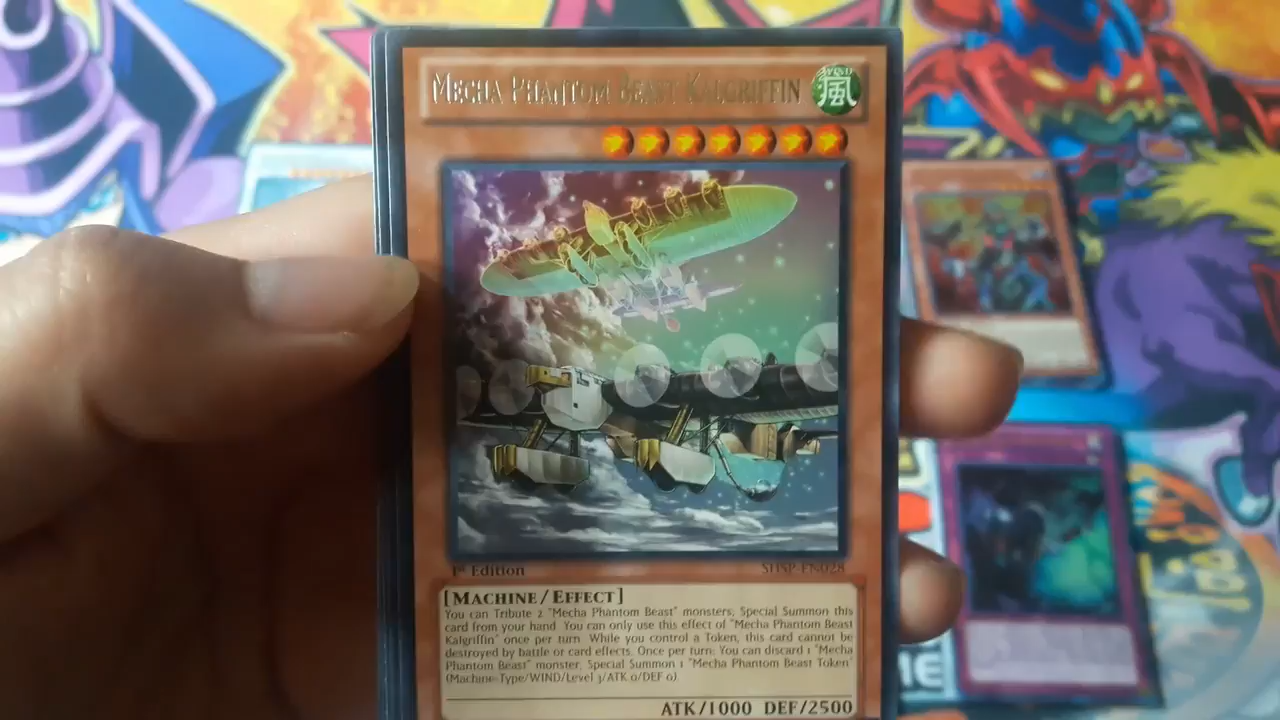 MECHA PHANTOM BEAST KALGRIFFIN
WIND
風
1st Edition
SHSP-EN028
[MACHINE/EFFECT]
You can Tribute 2 "Mecha Phantom Beast" monsters; Special Summon this
card from your hand. You can only use this effect of "Mecha Phantom Beast
Kalgriffin" once per turn. While you control a Token, this card cannot be
destroyed by battle or card effects. Once per turn: You can discard 1 "Mecha
Phantom Beast" monster; Special Summon 1 "Mecha Phantom Beast Token"
(Machine-Type/WIND/Level 3/ATK 0/DEF 0).
ATK/1000 DEF/2500